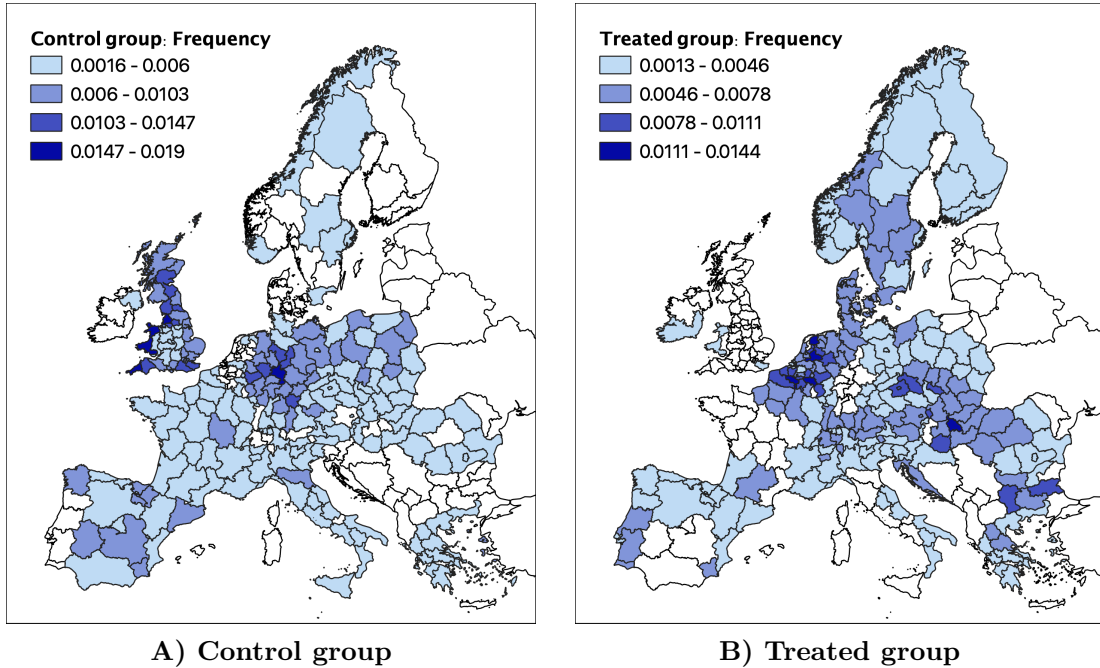 Control group: Frequency
0.0016 - 0.006
0.006 - 0.0103
0.0103 - 0.0147
0.0147 - 0.019
Treated group: Frequency
0.0013 - 0.0046
0.0046 - 0.0078
0.0078 - 0.0111
0.0111 - 0.0144
A) Control group
B) Treated group